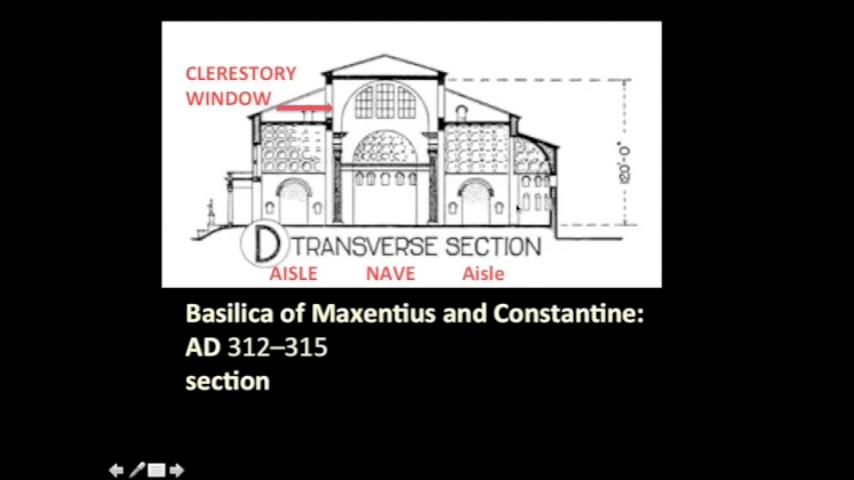 CLERESTORY
WINDOW
120'-0"
D TRANSVERSE SECTION
AISLE NAVE Aisle
Basilica of Maxentius and Constantine:
AD 312–315
section